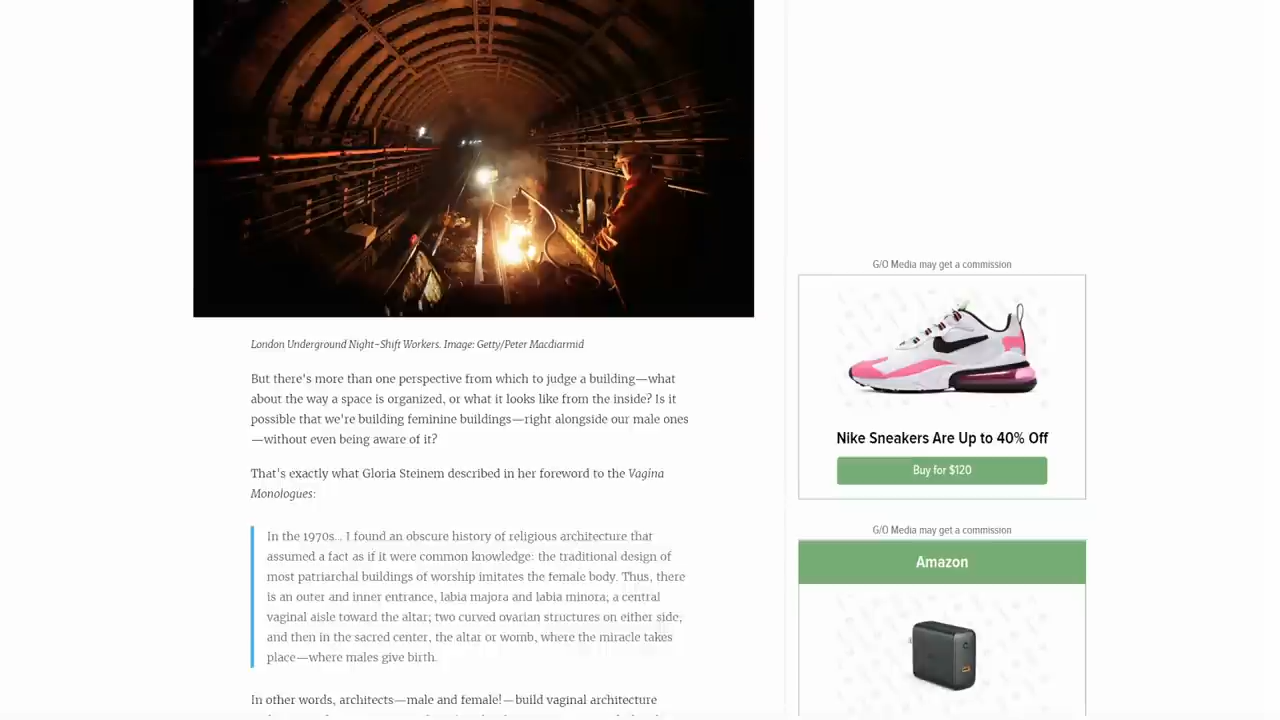 London Underground Night-Shift Workers. Image: Getty/Peter Macdiarmid
But there's more than one perspective from which to judge a building—what
about the way a space is organized, or what it looks like from the inside? Is it
possible that we're building feminine buildings—right alongside our male ones
—without even being aware of it?
That's exactly what Gloria Steinem described in her foreword to the Vagina
Monologues:
In the 1970s... I found an obscure history of religious architecture that
assumed a fact as if it were common knowledge: the traditional design of
most patriarchal buildings of worship imitates the female body. Thus, there
is an outer and inner entrance, labia majora and labia minora; a central
vaginal aisle toward the altar; two curved ovarian structures on either side,
and then in the sacred center, the altar or womb, where the miracle takes
place—where males give birth.
In other words, architects—male and female!—build vaginal architecture
G/O Media may get a commission
Nike Sneakers Are Up to 40% Off
Buy for $120
G/O Media may get a commission
Amazon